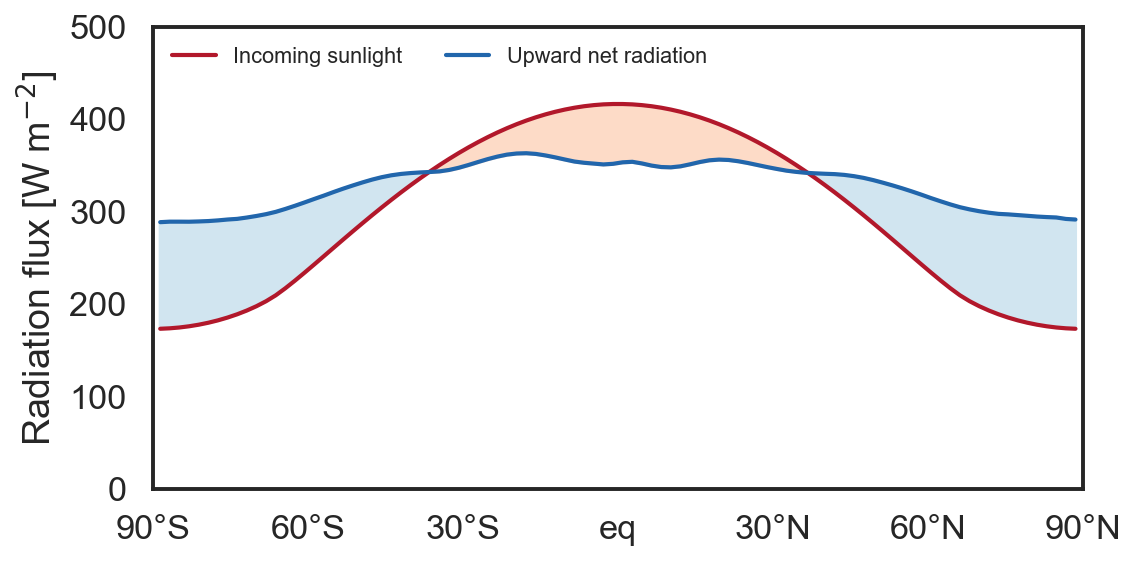 500
400
300
200
100
0
Radiation flux [W m⁻²]
Incoming sunlight
Upward net radiation
90°S
60°S
30°S
eq
30°N
60°N
90°N